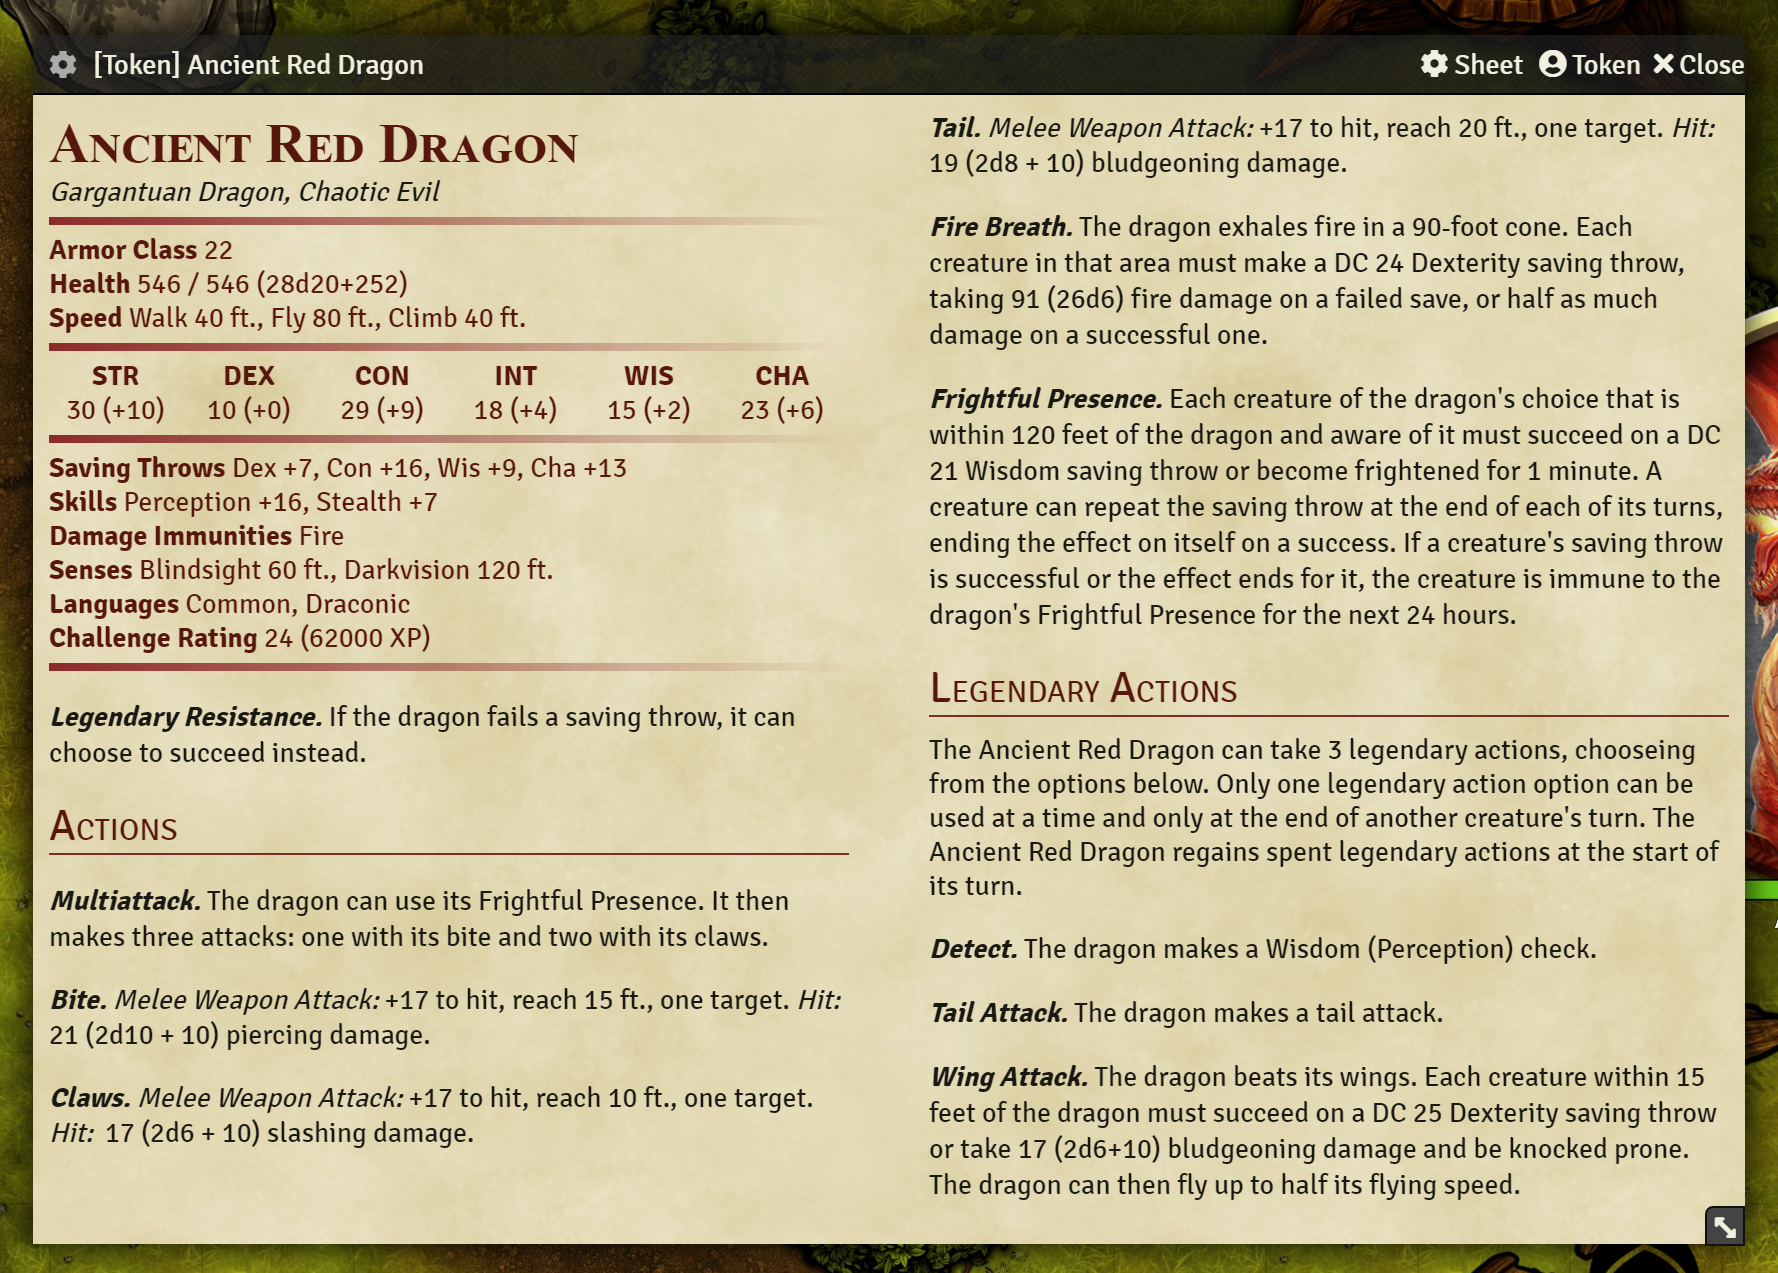 [Token] Ancient Red Dragon
Sheet Token Close
Ancient Red Dragon
Gargantuan Dragon, Chaotic Evil
Armor Class 22
Health 546 / 546 (28d20+252)
Speed Walk 40 ft., Fly 80 ft., Climb 40 ft.
STR DEX CON INT WIS CHA
30 (+10) 10 (+0) 29 (+9) 18 (+4) 15 (+2) 23 (+6)
Saving Throws Dex +7, Con +16, Wis +9, Cha +13
Skills Perception +16, Stealth +7
Damage Immunities Fire
Senses Blindsight 60 ft., Darkvision 120 ft.
Languages Common, Draconic
Challenge Rating 24 (62000 XP)
Legendary Resistance. If the dragon fails a saving throw, it can
choose to succeed instead.
Actions
Multiattack. The dragon can use its Frightful Presence. It then
makes three attacks: one with its bite and two with its claws.
Bite. Melee Weapon Attack: +17 to hit, reach 15 ft., one target. Hit:
21 (2d10 + 10) piercing damage.
Claws. Melee Weapon Attack: +17 to hit, reach 10 ft., one target.
Hit: 17 (2d6 + 10) slashing damage.
Tail. Melee Weapon Attack: +17 to hit, reach 20 ft., one target. Hit:
19 (2d8 + 10) bludgeoning damage.
Fire Breath. The dragon exhales fire in a 90-foot cone. Each
creature in that area must make a DC 24 Dexterity saving throw,
taking 91 (26d6) fire damage on a failed save, or half as much
damage on a successful one.
Frightful Presence. Each creature of the dragon's choice that is
within 120 feet of the dragon and aware of it must succeed on a DC
21 Wisdom saving throw or become frightened for 1 minute. A
creature can repeat the saving throw at the end of each of its turns,
ending the effect on itself on a success. If a creature's saving throw
is successful or the effect ends for it, the creature is immune to the
dragon's Frightful Presence for the next 24 hours.
Legendary Actions
The Ancient Red Dragon can take 3 legendary actions, chooseing
from the options below. Only one legendary action option can be
used at a time and only at the end of another creature's turn. The
Ancient Red Dragon regains spent legendary actions at the start of
its turn.
Detect. The dragon makes a Wisdom (Perception) check.
Tail Attack. The dragon makes a tail attack.
Wing Attack. The dragon beats its wings. Each creature within 15
feet of the dragon must succeed on a DC 25 Dexterity saving throw
or take 17 (2d6+10) bludgeoning damage and be knocked prone.
The dragon can then fly up to half its flying speed.